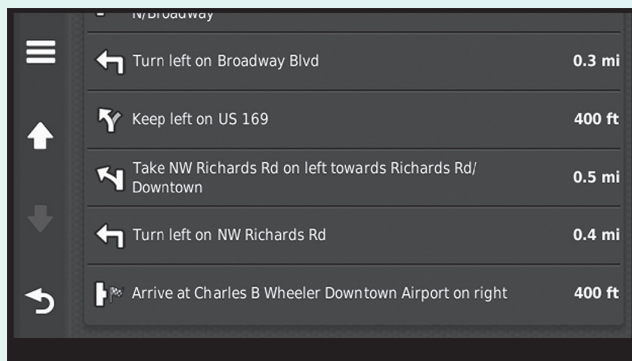 N/Broadway
Turn left on Broadway Blvd
0.3 mi
Keep left on US 169
400 ft
Take NW Richards Rd on left towards Richards Rd/
Downtown
0.5 mi
Turn left on NW Richards Rd
0.4 mi
Arrive at Charles B Wheeler Downtown Airport on right
400 ft